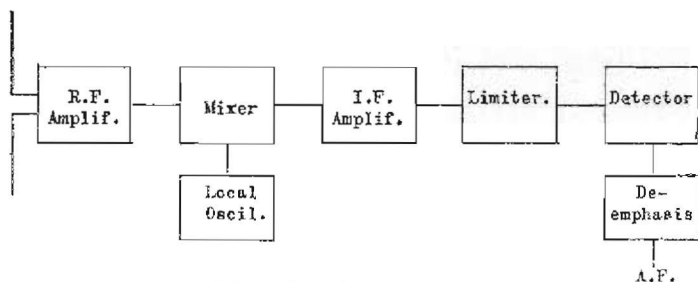 R.F.
Amplif.
Mixer
I.F.
Amplif.
Limiter.
Detector
Local
Oscil.
De-
emphasis
A.F.